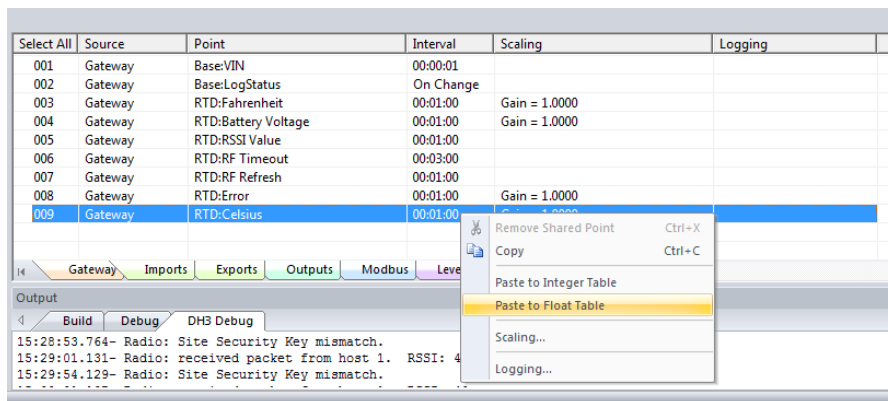 Select All Source Point Interval Scaling Logging
001 Gateway Base:VIN 00:00:01
002 Gateway Base:LogStatus On Change
003 Gateway RTD:Fahrenheit 00:01:00 Gain = 1.0000
004 Gateway RTD:Battery Voltage 00:01:00 Gain = 1.0000
005 Gateway RTD:RSSI Value 00:01:00
006 Gateway RTD:RF Timeout 00:03:00
007 Gateway RTD:RF Refresh 00:01:00
008 Gateway RTD:Error 00:01:00 Gain = 1.0000
009 Gateway RTD:Celsius 00:01:00 Gain = 1.0000
Remove Shared Point Ctrl+X
Copy Ctrl+C
Paste to Integer Table
Paste to Float Table
Scaling...
Logging...
Gateway Imports Exports Outputs Modbus Leve
Output
Build Debug DH3 Debug
15:28:53.764- Radio: Site Security Key mismatch.
15:29:01.131- Radio: received packet from host 1. RSSI: 4
15:29:54.129- Radio: Site Security Key mismatch.